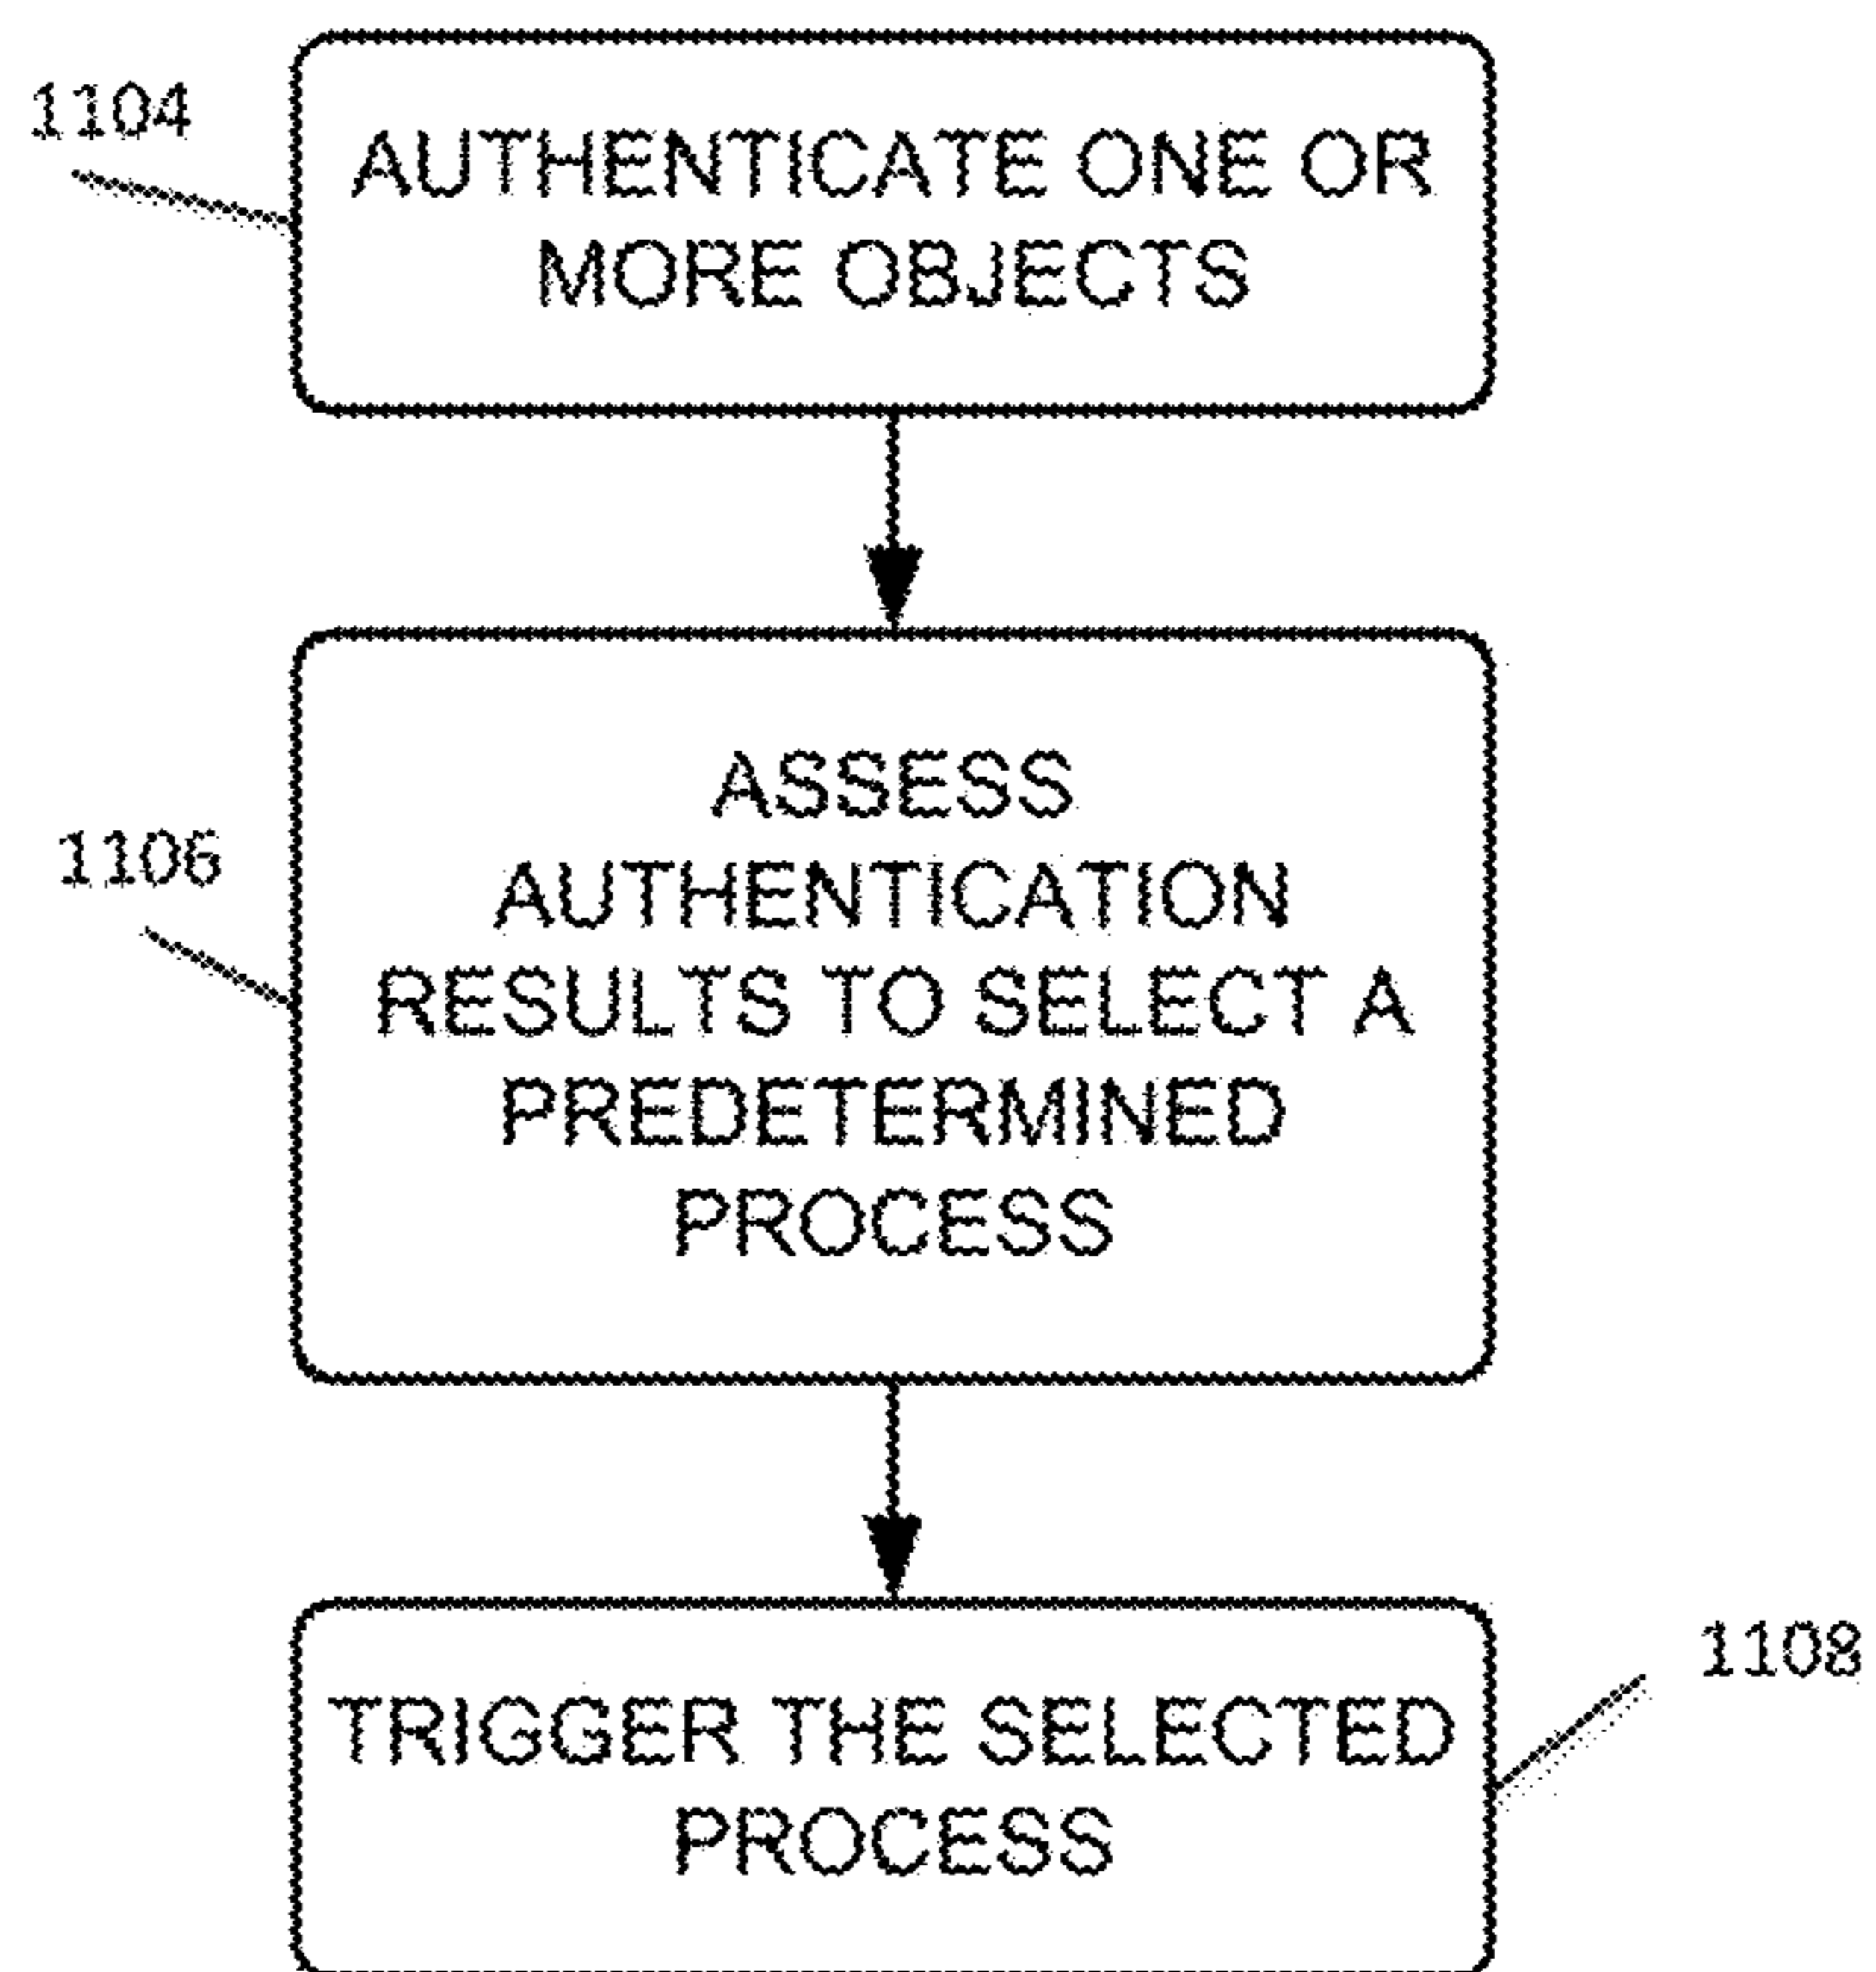 1104
AUTHENTICATE ONE OR
MORE OBJECTS
1106
ASSESS
AUTHENTICATION
RESULTS TO SELECT A
PREDETERMINED
PROCESS
1108
TRIGGER THE SELECTED
PROCESS